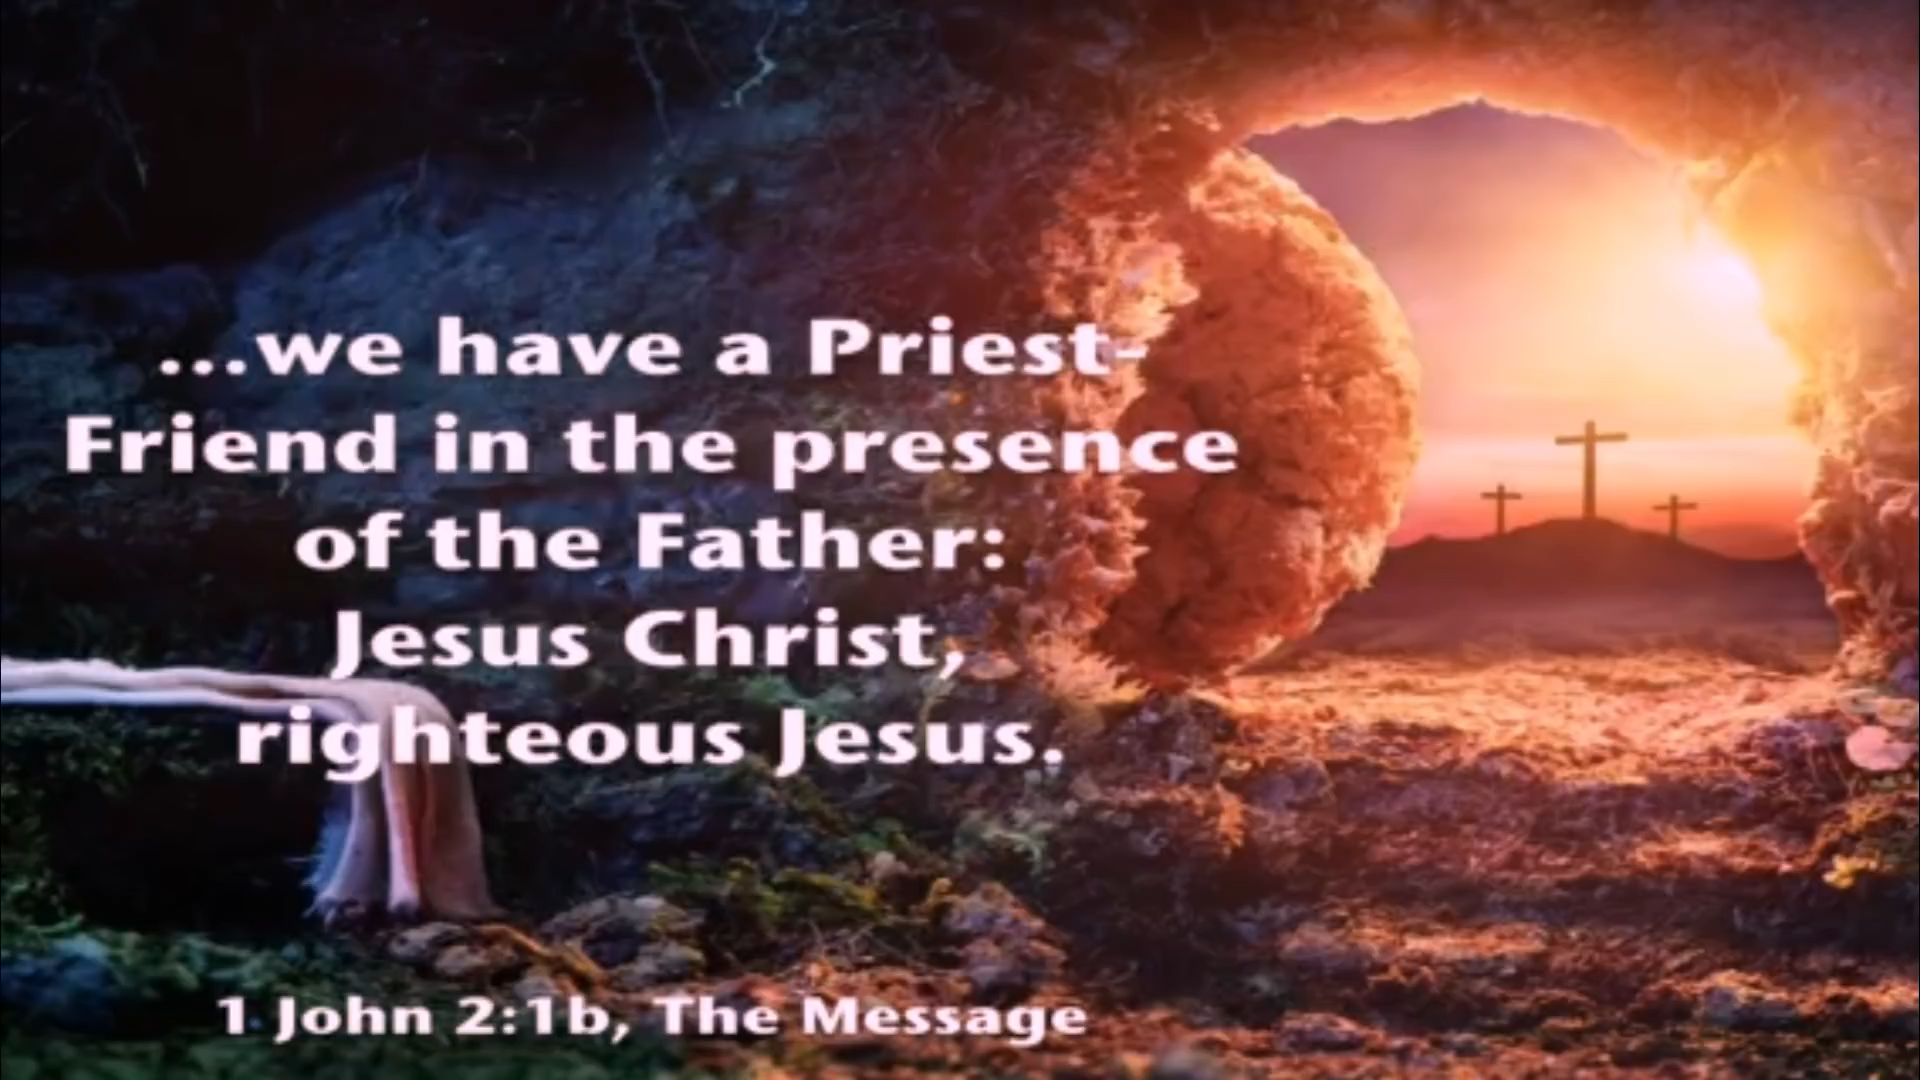 ...we have a Priest-
Friend in the presence
of the Father:
Jesus Christ,
righteous Jesus.
1 John 2:1b, The Message